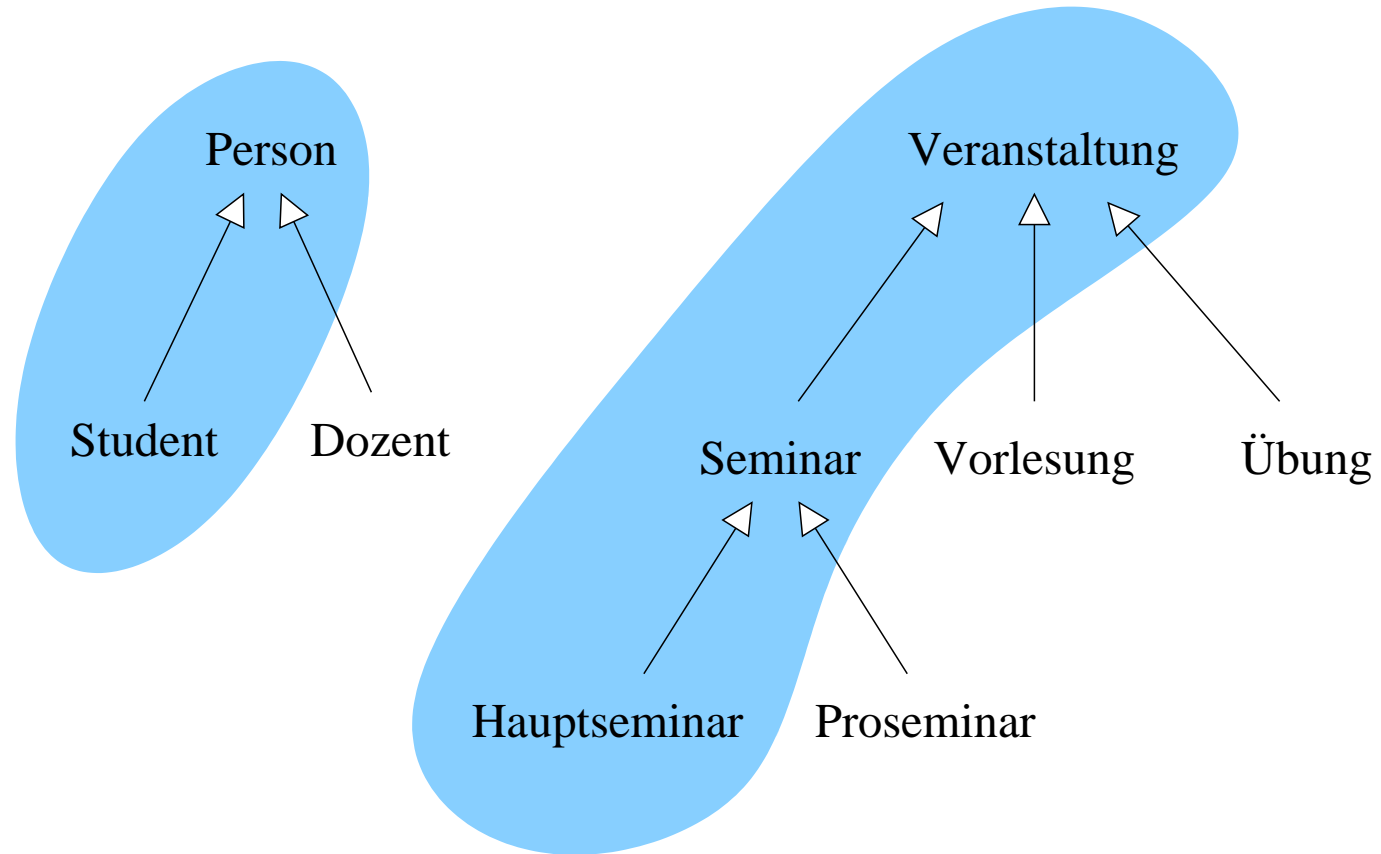 Person
Veranstaltung
Student
Dozent
Seminar
Vorlesung
Übung
Hauptseminar
Proseminar